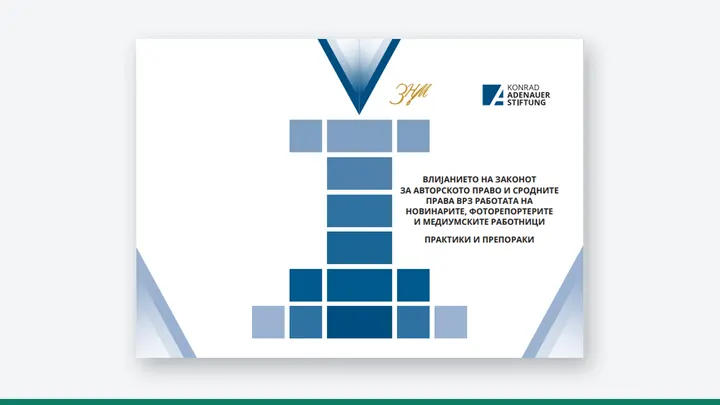 ЗНМ
KONRAD
ADENAUER
STIFTUNG
ВЛИЈАНИЕТО НА ЗАКОНОТ
ЗА АВТОРСКОТО ПРАВО И СРОДНИТЕ
ПРАВА ВРЗ РАБОТАТА НА
НОВИНАРИТЕ, ФОТОРЕПОРТЕРИТЕ
И МЕДИУМСКИТЕ РАБОТНИЦИ
ПРАКТИКИ И ПРЕПОРАКИ